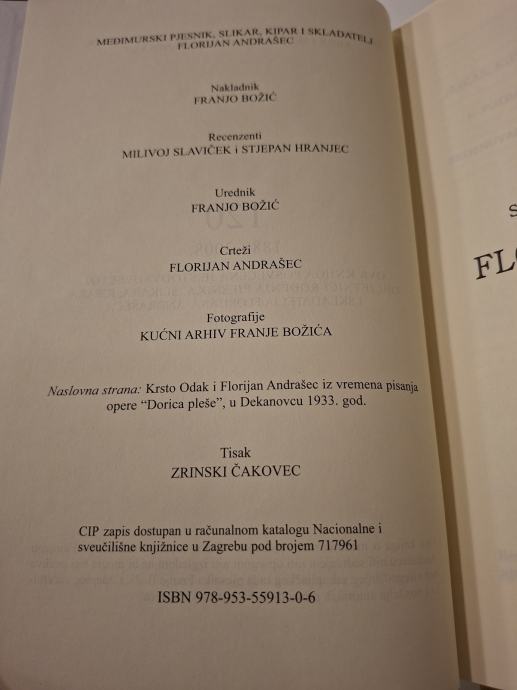 MEĐIMURSKI PJESNIK, SLIKAR, KIPAR I SKLADATELJ
FLORIJAN ANDRAŠEC
Nakladnik
FRANJO BOŽIĆ
Recenzenti
MILIVOJ SLAVIČEK i STJEPAN HRANJEC
Urednik
FRANJO BOŽIĆ
Crteži
FLORIJAN ANDRAŠEC
Fotografije
KUĆNI ARHIV FRANJE BOŽIĆA
Naslovna strana: Krsto Odak i Florijan Andrašec iz vremena pisanja
opere “Dorica pleše”, u Dekanovcu 1933. god.
Tisak
ZRINSKI ČAKOVEC
CIP zapis dostupan u računalnom katalogu Nacionalne i
sveučilišne knjižnice u Zagrebu pod brojem 717961
ISBN 978-953-55913-0-6